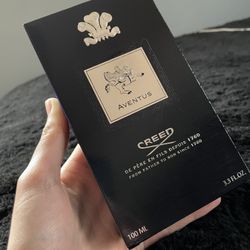 AVENTUS
CREED
DE PÈRE EN FILS DEPUIS 1760
FROM FATHER TO SON SINCE 1760
100 ML
3.3 FL.OZ